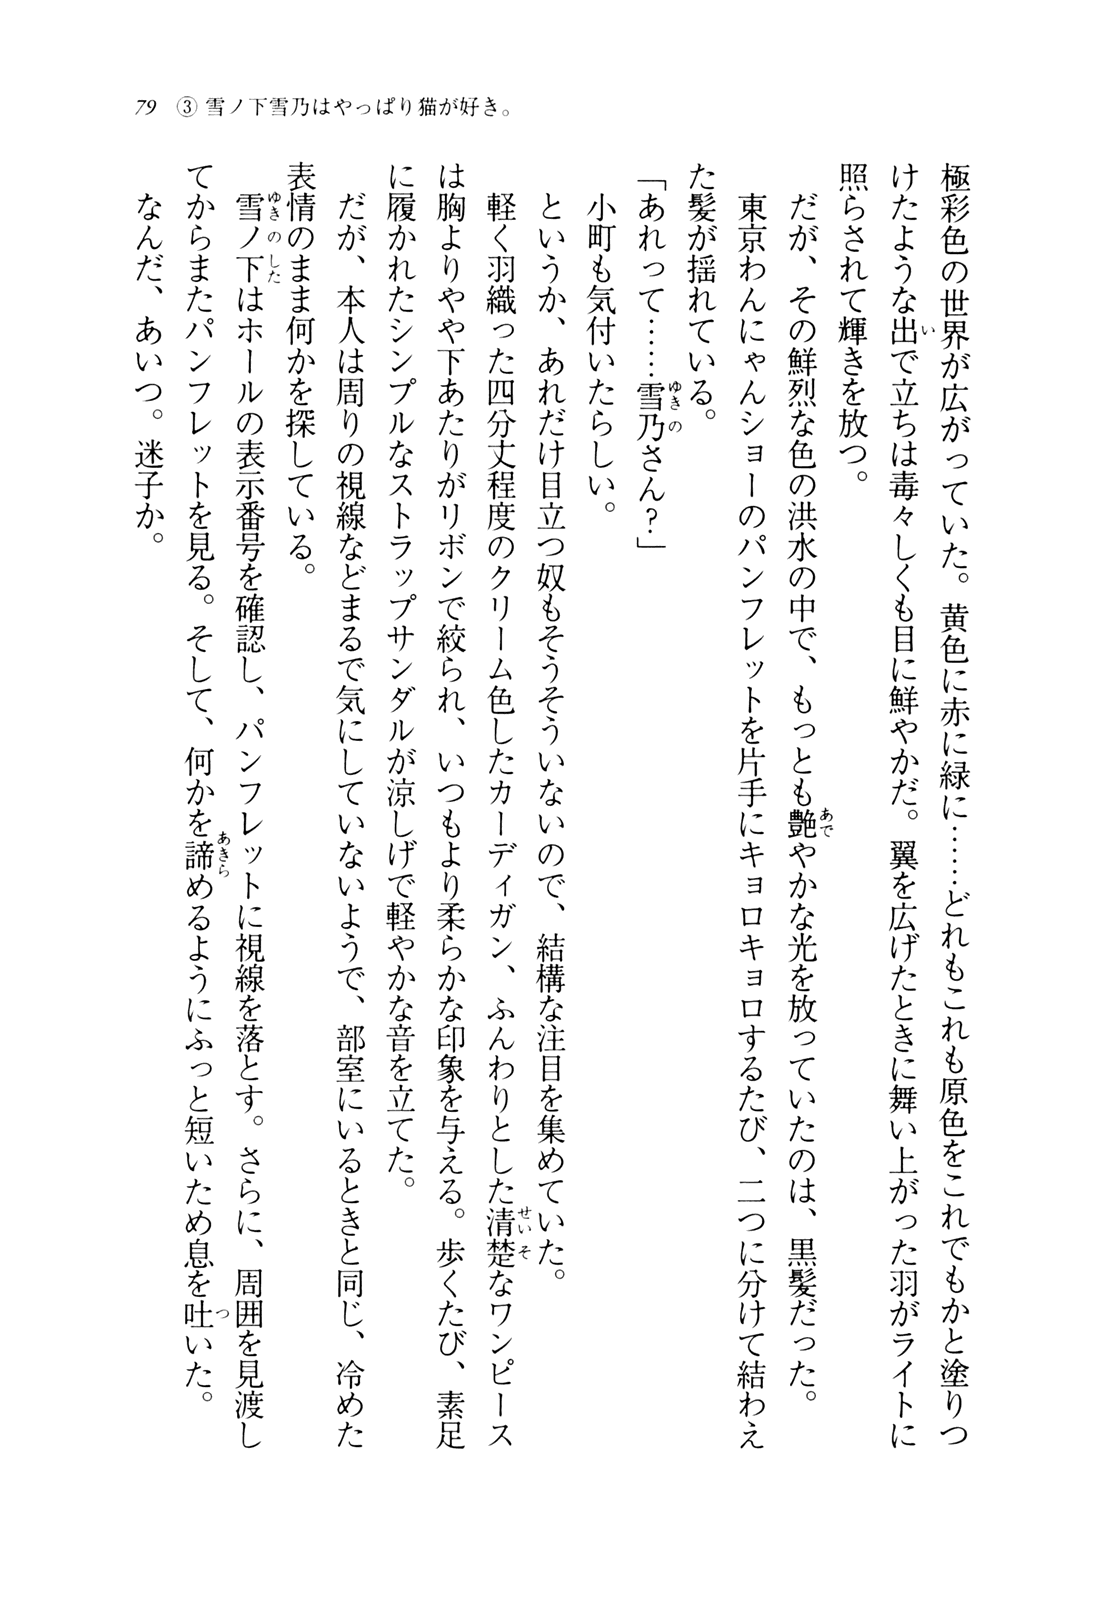 79　③ 雪ノ下雪乃はやっぱり猫が好き。
極彩色の世界が広がっていた。黄色に赤に緑に……どれもこれも原色をこれでもかと塗りつ
けたような出で立ちは毒々しくも目に鮮やかだ。翼を広げたときに舞い上がった羽がライトに
照らされて輝きを放つ。
だが、その鮮烈な色の洪水の中で、もっとも艶やかな光を放っていたのは、黒髪だった。
東京わんにゃんショーのパンフレットを片手にキョロキョロするたび、二つに分けて結わえ
た髪が揺れている。
「あれって……雪乃さん？」
小町も気付いたらしい。
というか、あれだけ目立つ奴もそうそういないので、結構な注目を集めていた。
軽く羽織った四分丈程度のクリーム色したカーディガン、ふんわりとした清楚なワンピース
は胸よりやや下あたりがリボンで絞られ、いつもより柔らかな印象を与える。歩くたび、素足
に履かれたシンプルなストラップサンダルが涼しげで軽やかな音を立てた。
だが、本人は周りの視線などまるで気にしていないようで、部室にいるときと同じ、冷めた
表情のまま何かを探している。
雪ノ下はホールの表示番号を確認し、パンフレットに視線を落とす。さらに、周囲を見渡し
てからまたパンフレットを見る。そして、何かを諦めるようにふっと短いため息を吐いた。
なんだ、あいつ。迷子か。